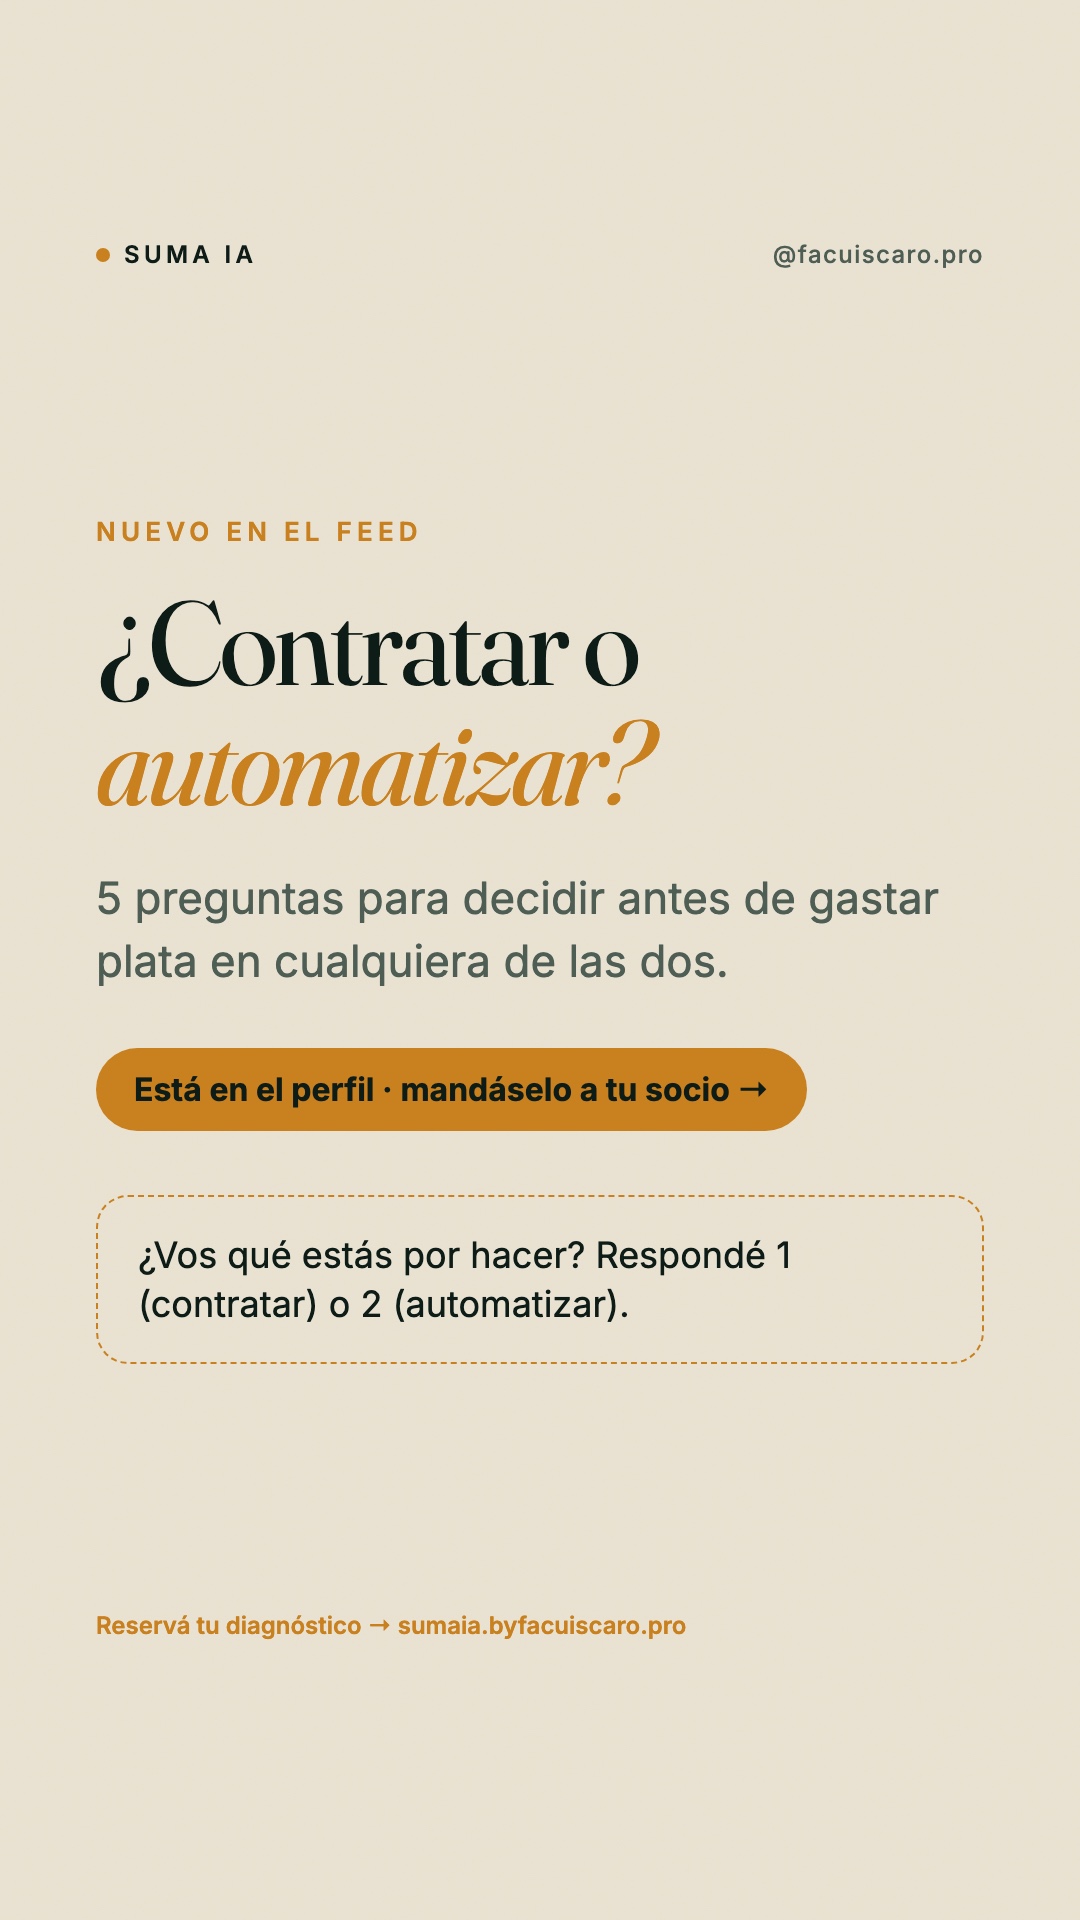 SUMA IA
@facuiscaro.pro
NUEVO EN EL FEED
¿Contratar o
automatizar?
5 preguntas para decidir antes de gastar
plata en cualquiera de las dos.
Está en el perfil · mandáselo a tu socio →
¿Vos qué estás por hacer? Respondé 1
(contratar) o 2 (automatizar).
Reservá tu diagnóstico → sumaia.byfacuiscaro.pro